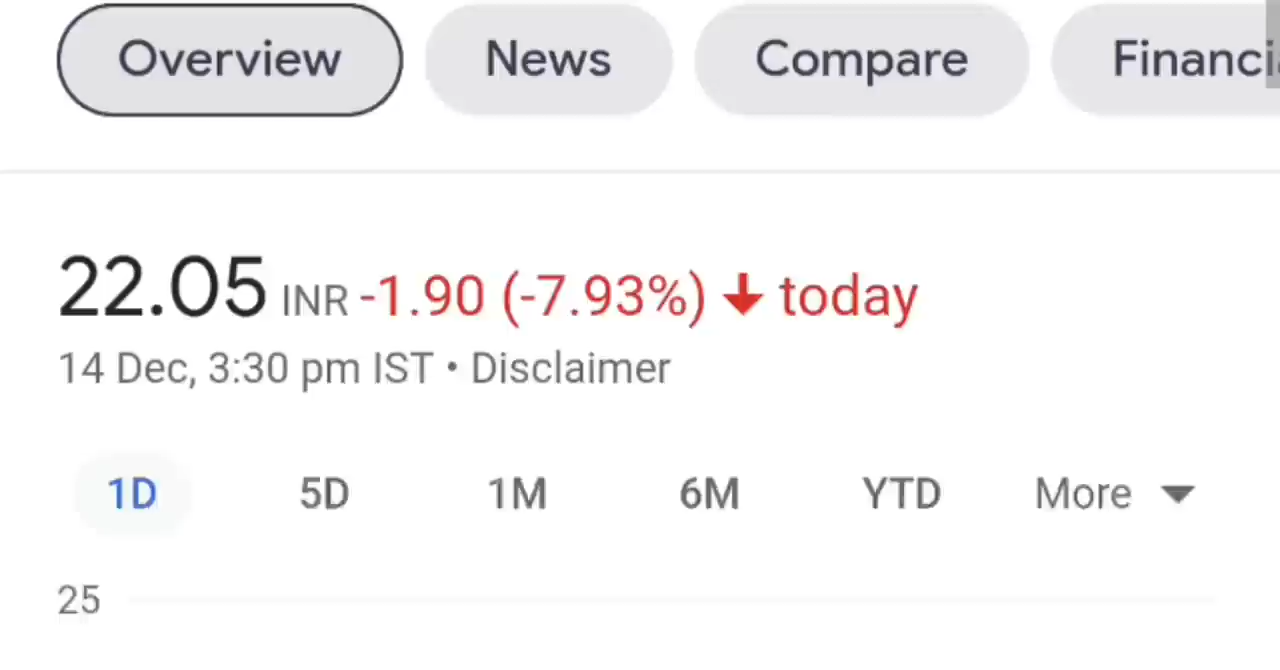 Overview News Compare Financi
22.05 INR -1.90 (-7.93%) ↓ today
14 Dec, 3:30 pm IST • Disclaimer
1D 5D 1M 6M YTD More
25